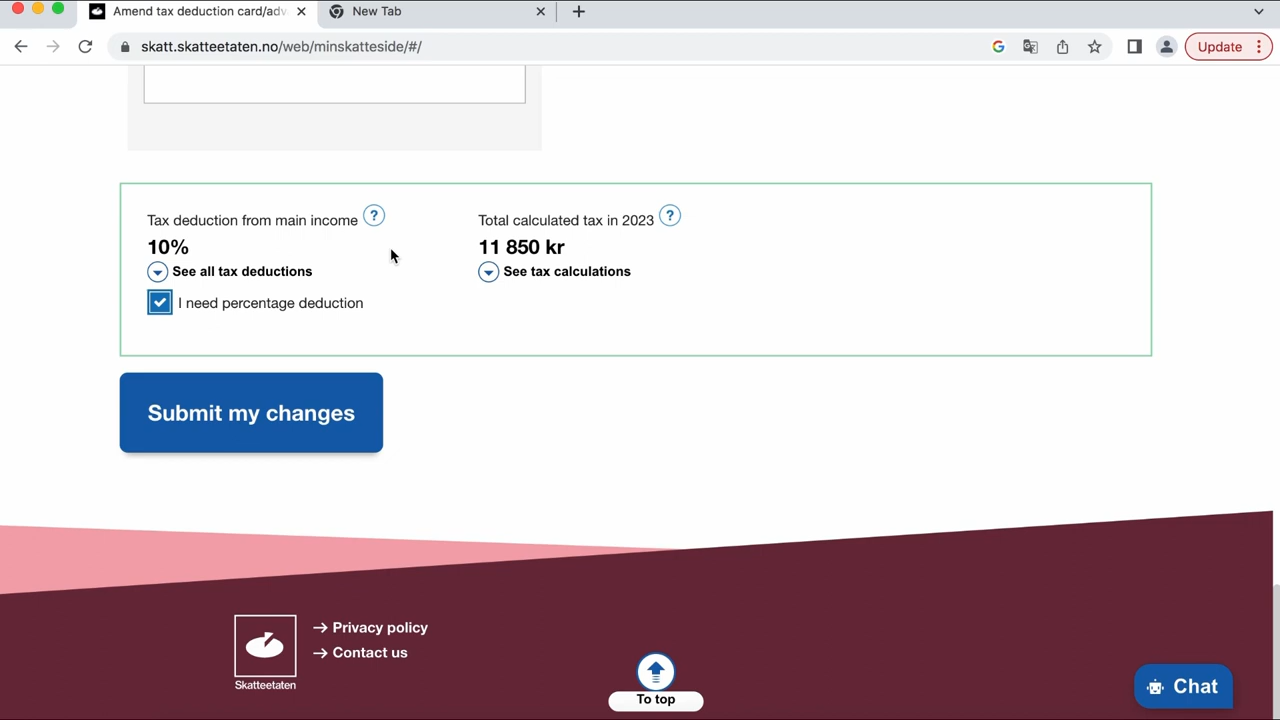 Amend tax deduction card/adv
New Tab
skatt.skatteetaten.no/web/minskatteside/#/
Update
Tax deduction from main income ?
Total calculated tax in 2023 ?
10%
11 850 kr
See all tax deductions
See tax calculations
I need percentage deduction
Submit my changes
Privacy policy
Contact us
Skatteetaten
To top
Chat